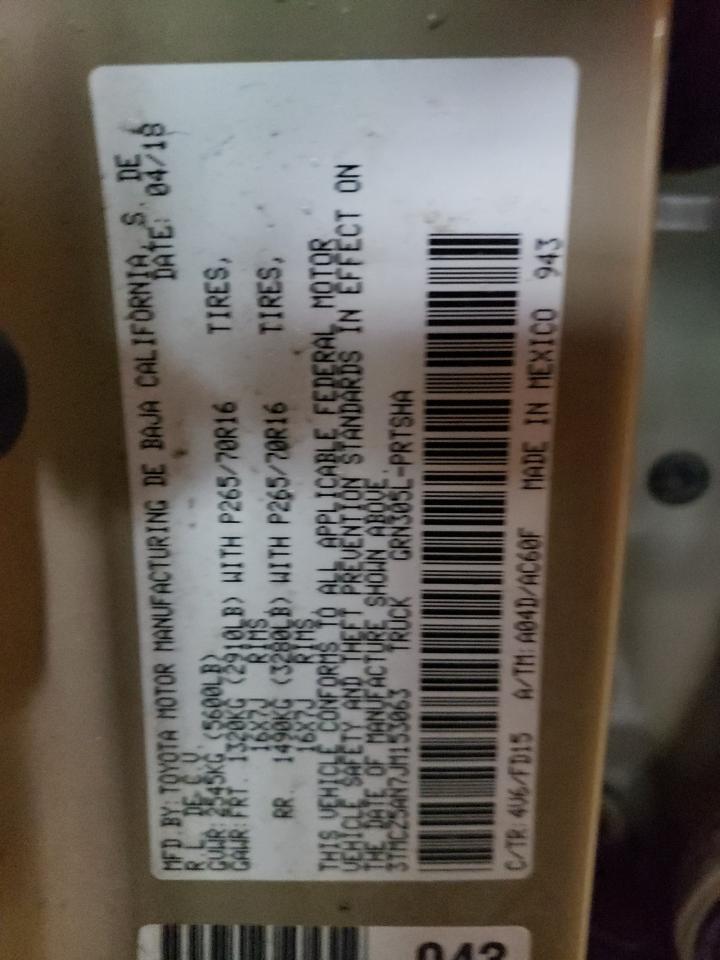 MFD BY: TOYOTA MOTOR MANUFACTURING DE BAJA CALIFORNIA, S. DE
R L. DE C V. DATE: 04/18
GVWR: 2545KG (5600LB)
GAWR: FRT. 1320KG (2910LB) WITH P265/70R16 TIRES,
16X7J RIMS
RR. 1490KG (3280LB) WITH P265/70R16 TIRES,
16X7J RIMS
THIS VEHICLE CONFORMS TO ALL APPLICABLE FEDERAL MOTOR
VEHICLE SAFETY AND THEFT PREVENTION STANDARDS IN EFFECT ON
THE DATE OF MANUFACTURE SHOWN ABOVE.
3TMCZ5AN7JM153063 TRUCK GRN305L-PRTSHA
C/TR: 4V6/FD15 A/TM: A04D/AC60F MADE IN MEXICO 943
043